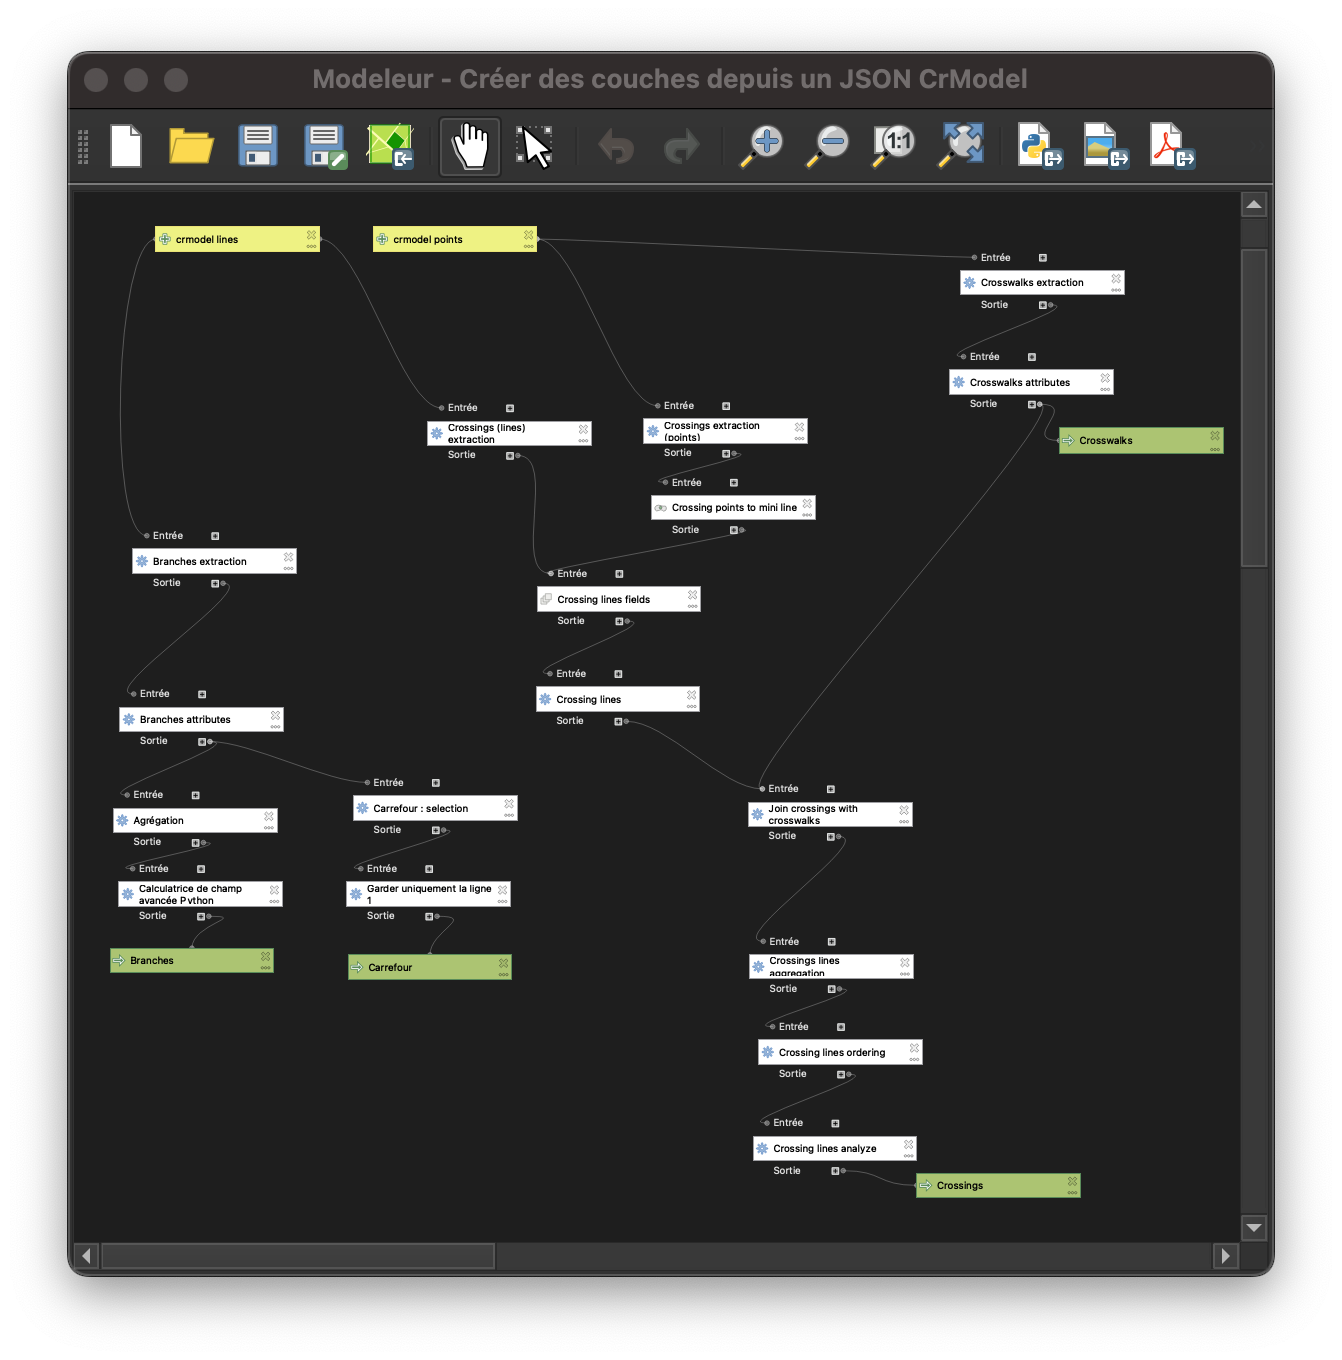 Modeleur - Créer des couches depuis un JSON CrModel
1:1
crmodel lines
crmodel points
Entrée
Crosswalks extraction
Sortie
Entrée
Crosswalks attributes
Sortie
Crosswalks
Entrée
Crossings (lines)
extraction
Sortie
Entrée
Crossings extraction
(points)
Sortie
Entrée
Crossing points to mini line
Sortie
Entrée
Branches extraction
Sortie
Entrée
Crossing lines fields
Sortie
Entrée
Crossing lines
Sortie
Entrée
Branches attributes
Sortie
Entrée
Agrégation
Sortie
Entrée
Calculatrice de champ
avancée Python
Sortie
Branches
Entrée
Carrefour : selection
Sortie
Entrée
Garder uniquement la ligne
1
Sortie
Carrefour
Entrée
Join crossings with
crosswalks
Sortie
Entrée
Crossings lines
aggregation
Sortie
Entrée
Crossing lines ordering
Sortie
Entrée
Crossing lines analyze
Sortie
Crossings